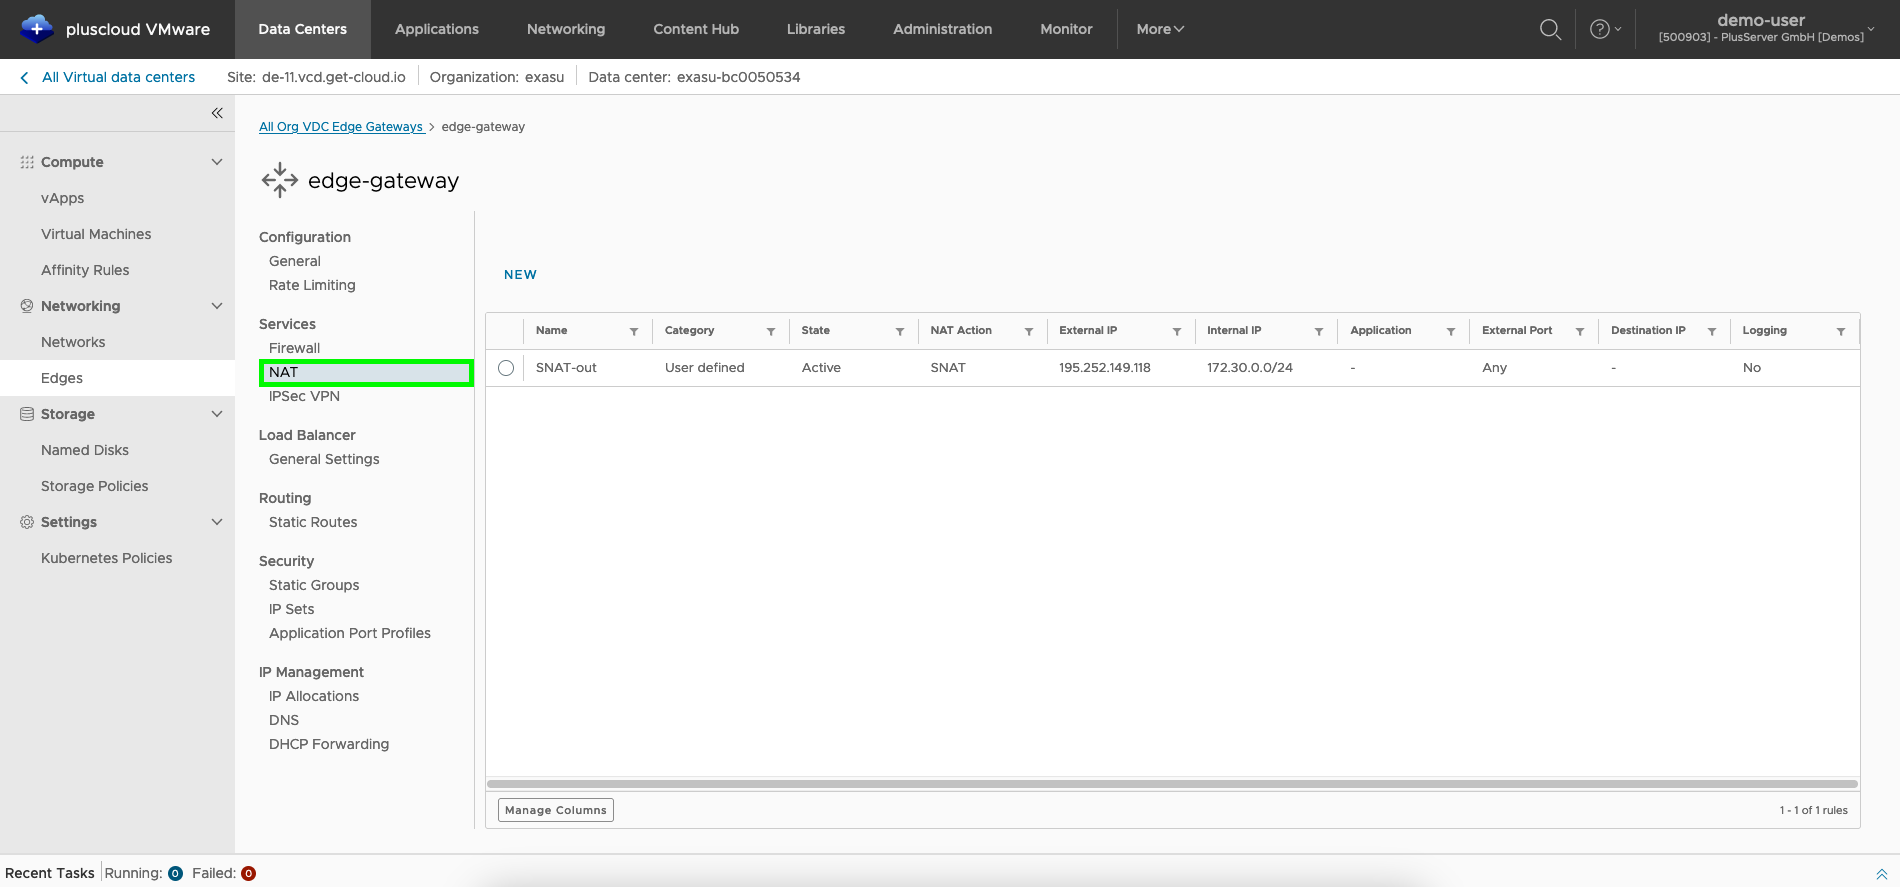 pluscloud VMware
Data Centers
Applications
Networking
Content Hub
Libraries
Administration
Monitor
More
demo-user
[500903] - PlusServer GmbH [Demos]
All Virtual data centers
Site: de-11.vcd.get-cloud.io
Organization: exasu
Data center: exasu-bc0050534
Compute
vApps
Virtual Machines
Affinity Rules
Networking
Networks
Edges
Storage
Named Disks
Storage Policies
Settings
Kubernetes Policies
All Org VDC Edge Gateways > edge-gateway
edge-gateway
Configuration
General
Rate Limiting
Services
Firewall
NAT
IPSec VPN
Load Balancer
General Settings
Routing
Static Routes
Security
Static Groups
IP Sets
Application Port Profiles
IP Management
IP Allocations
DNS
DHCP Forwarding
NEW
Name Category State NAT Action External IP Internal IP Application External Port Destination IP Logging
SNAT-out User defined Active SNAT 195.252.149.118 172.30.0.0/24 - Any - No
Manage Columns
1 - 1 of 1 rules
Recent Tasks Running: 0 Failed: 0